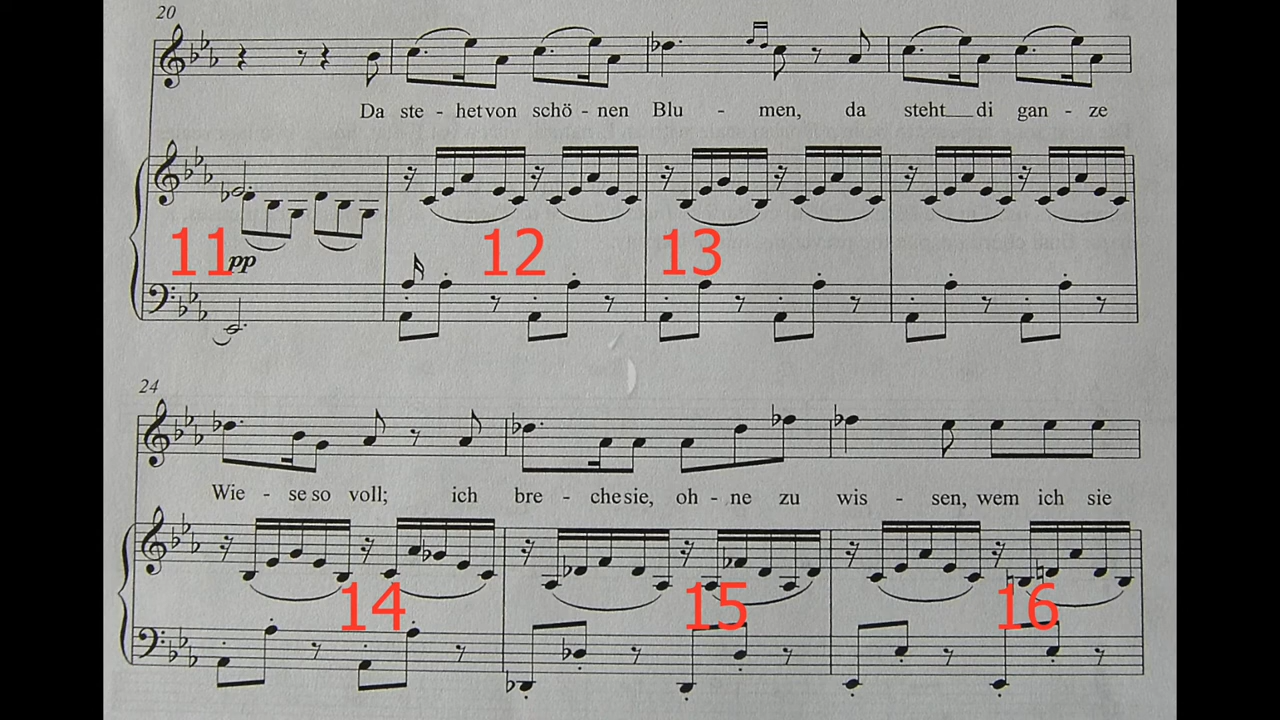 20
Da ste - het von schö - nen Blu - men, da steht di gan - ze
11 12 13
pp
24
Wie - se so voll; ich bre - che sie, oh - ne zu wis - sen, wem ich sie
14 15 16